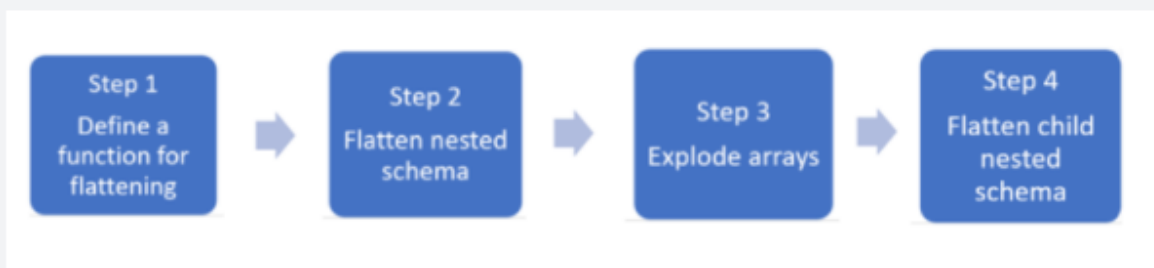 Step 1
Define a
function for
flattening
Step 2
Flatten nested
schema
Step 3
Explode arrays
Step 4
Flatten child
nested
schema